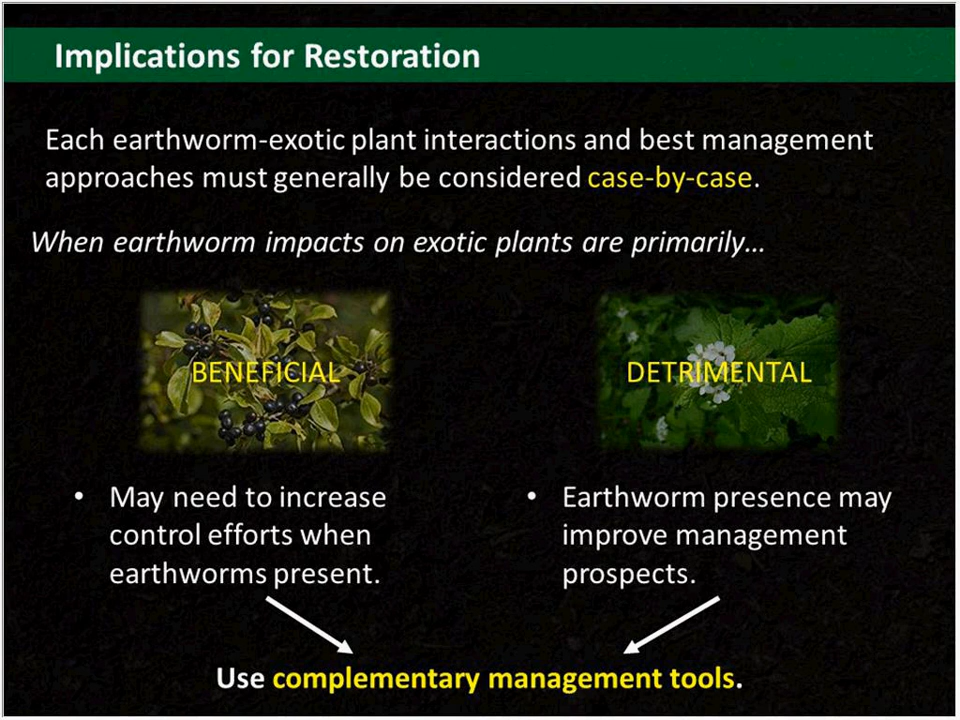 Implications for Restoration
Each earthworm-exotic plant interactions and best management
approaches must generally be considered case-by-case.
When earthworm impacts on exotic plants are primarily…
BENEFICIAL
DETRIMENTAL
• May need to increase
control efforts when
earthworms present.
• Earthworm presence may
improve management
prospects.
Use complementary management tools.